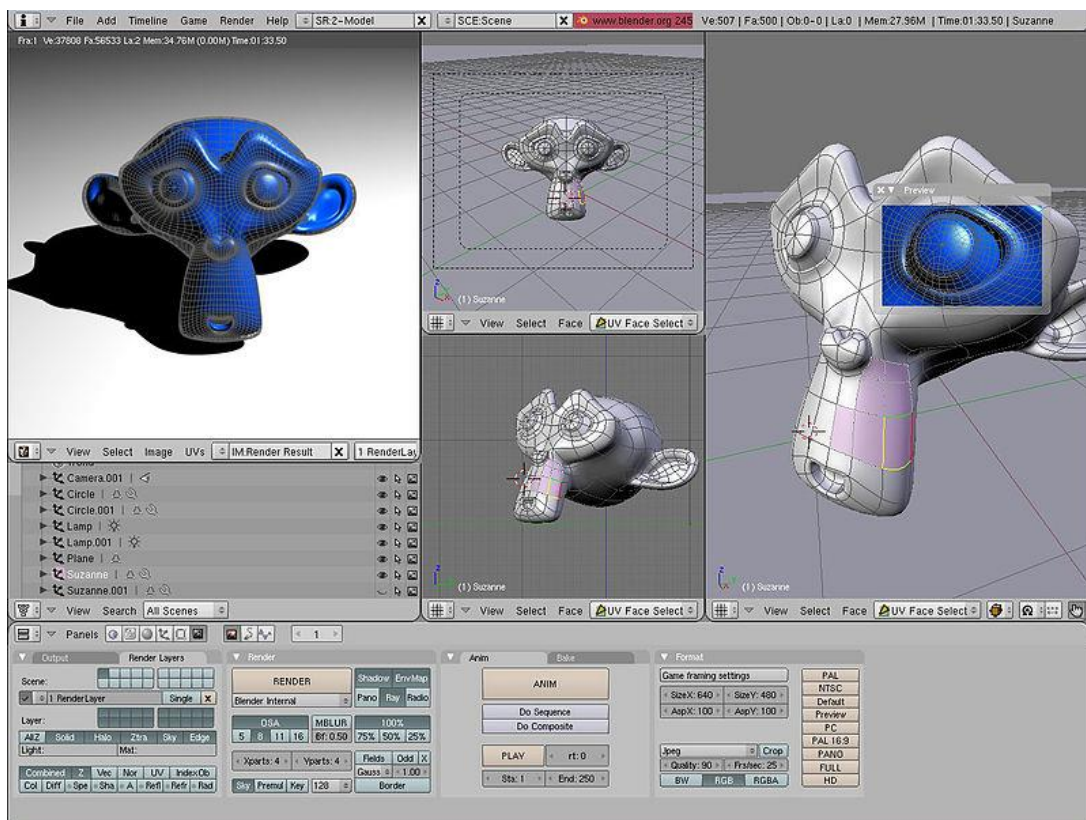 File Add Timeline Game Render Help SR:2-Model X SCE:Scene X www.blender.org 245 Ve:507 | Fa:500 | Ob:0-0 | La:0 | Mem:27.96M | Time:01:33.50 | Suzanne
Fra:1 Ve:37808 Fa:56533 La:2 Mem:34.76M (0.00M) Time:01:33.50
Preview
(1) Suzanne
View Select Face UV Face Select
(1) Suzanne
View Select Face UV Face Select
(1) Suzanne
View Select Face UV Face Select
View Select Image UVs IM:Render Result X 1 RenderLay
Camera.001
Circle
Circle.001
Lamp
Lamp.001
Plane
Suzanne
Suzanne.001
View Search All Scenes
Panels 1
Output Render Layers
Scene:
1 RenderLayer Single X
Layer:
AllZ Solid Halo Ztra Sky Edge
Light: Mat:
Combined Z Vec Nor UV IndexOb
Col Diff Spe Sha A Refl Refr Rad
Render
RENDER
Blender Internal
Shadow EnvMap
Pano Ray Radio
OSA MBLUR 100%
5 8 11 16 Bf: 0.50 75% 50% 25%
Xparts: 4 Yparts: 4 Fields Odd X
Gauss 1.00
Sky Premul Key 128 Border
Anim Bake
ANIM
Do Sequence
Do Composite
PLAY rt: 0
Sta: 1 End: 250
Format
Game framing settings
SizeX: 640 SizeY: 480
AspX: 100 AspY: 100
Jpeg Crop
Quality: 90 Frs/sec: 25
BW RGB RGBA
PAL
NTSC
Default
Preview
PC
PAL 16:9
PANO
FULL
HD